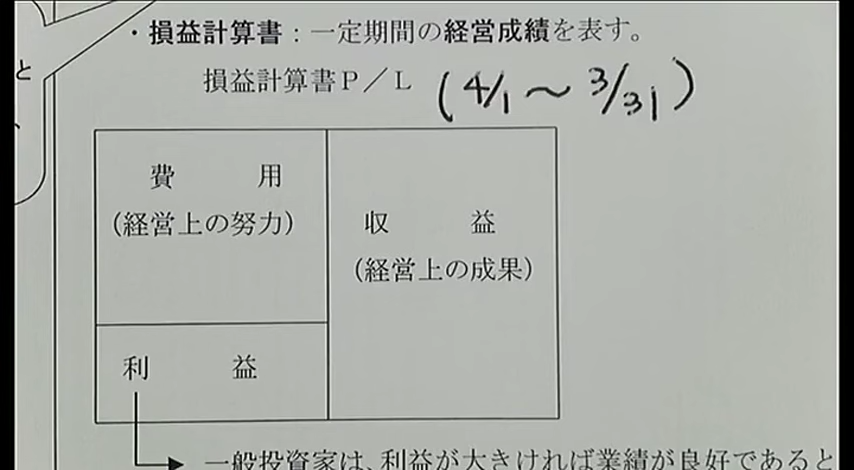 と
・損益計算書：一定期間の経営成績を表す。
損益計算書Ｐ／Ｌ (4/1～3/31)
費用
(経営上の努力)
収益
(経営上の成果)
利益
一般投資家は、利益が大きければ業績が良好であると